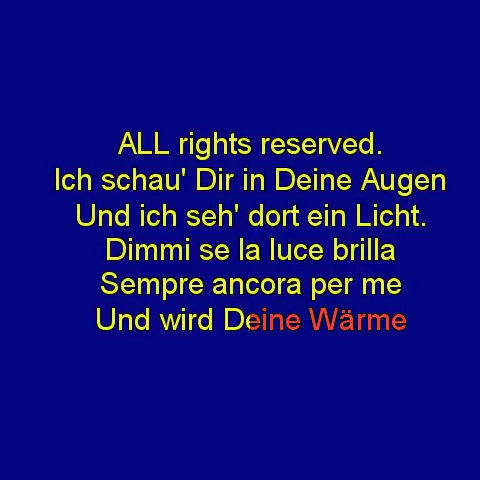 ALL rights reserved.
Ich schau' Dir in Deine Augen
Und ich seh' dort ein Licht.
Dimmi se la luce brilla
Sempre ancora per me
Und wird Deine Wärme